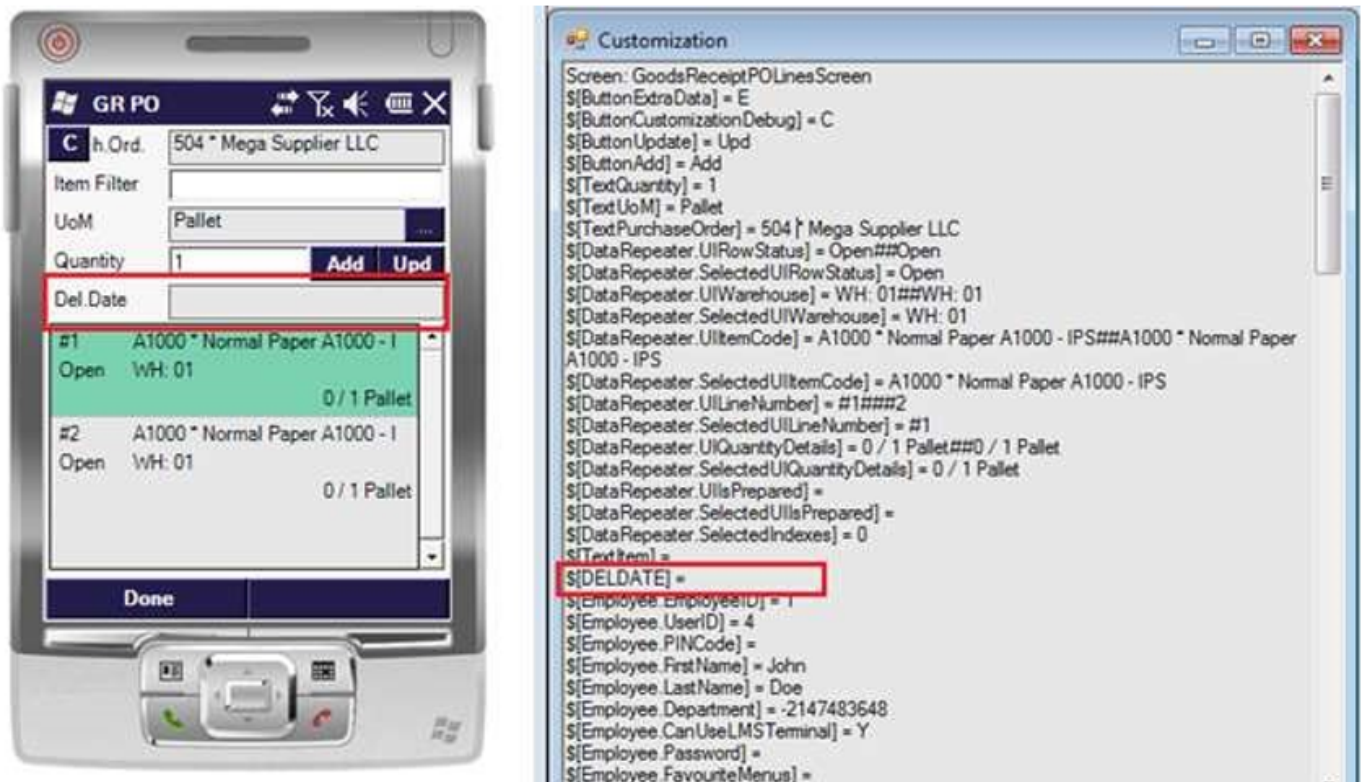 GR PO
C h.Ord. 504 * Mega Supplier LLC
Item Filter
UoM Pallet ...
Quantity 1 Add Upd
Del.Date
#1 A1000 * Normal Paper A1000 - I
Open WH: 01
0 / 1 Pallet
#2 A1000 * Normal Paper A1000 - I
Open WH: 01
0 / 1 Pallet
Done
Customization
Screen: GoodsReceiptPOLinesScreen
$[ButtonExtraData] = E
$[ButtonCustomizationDebug] = C
$[ButtonUpdate] = Upd
$[ButtonAdd] = Add
$[TextQuantity] = 1
$[TextUoM] = Pallet
$[TextPurchaseOrder] = 504 * Mega Supplier LLC
$[DataRepeater.UIRowStatus] = Open##Open
$[DataRepeater.SelectedUIRowStatus] = Open
$[DataRepeater.UIWarehouse] = WH: 01##WH: 01
$[DataRepeater.SelectedUIWarehouse] = WH: 01
$[DataRepeater.UIItemCode] = A1000 * Normal Paper A1000 - IPS##A1000 * Normal Paper
A1000 - IPS
$[DataRepeater.SelectedUIItemCode] = A1000 * Normal Paper A1000 - IPS
$[DataRepeater.UILineNumber] = #1###2
$[DataRepeater.SelectedUILineNumber] = #1
$[DataRepeater.UIQuantityDetails] = 0 / 1 Pallet##0 / 1 Pallet
$[DataRepeater.SelectedUIQuantityDetails] = 0 / 1 Pallet
$[DataRepeater.UIIsPrepared] =
$[DataRepeater.SelectedUIIsPrepared] =
$[DataRepeater.SelectedIndexes] = 0
$[TextItem] =
$[DELDATE] =
$[Employee.EmployeeID] = 1
$[Employee.UserID] = 4
$[Employee.PINCode] =
$[Employee.FirstName] = John
$[Employee.LastName] = Doe
$[Employee.Department] = -2147483648
$[Employee.CanUseLMSTerminal] = Y
$[Employee.Password] =
$[Employee.FavouriteMenus] =